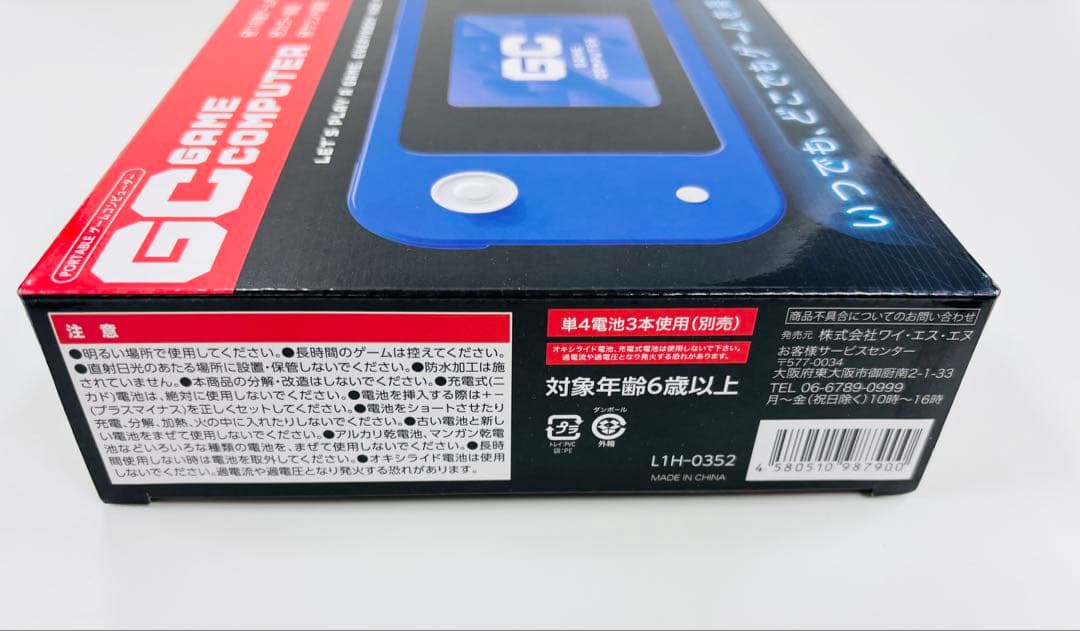 PORTABLE ゲームコンピューター
GC GAME
COMPUTER
LET'S PLAY A GAME.
GC
GAME
COMPUTER
いつでも、どこでもゲーム
注 意
●明るい場所で使用してください。●長時間のゲームは控えてください。
●直射日光のあたる場所に設置・保管しないでください。●防水加工は施
されていません。●本商品の分解・改造はしないでください。●充電式(ニ
カド)電池は、絶対に使用しないでください。●電池を挿入する際は+-
(プラスマイナス)を正しくセットしてください。●電池をショートさせたり
充電、分解、加熱、火の中に入れたりしないでください。●古い電池と新し
い電池をまぜて使用しないでください。●アルカリ乾電池、マンガン乾電
池などいろいろな種類の電池を、まぜて使用しないでください。●長時
間使用しない時は電池を取外してください。●オキシライド電池は使用
しないでください。過電流や過電圧となり発火する恐れがあります。
単4電池3本使用(別売)
オキシライド電池、充電式電池は使用しないで下さい。
過電流や過電圧となり発火する恐れがあります。
対象年齢6歳以上
プラ
トレイ:PVC
袋:PE
ダンボール
外箱
L1H-0352
MADE IN CHINA
商品不具合についてのお問い合わせ
発売元 株式会社ワイ・エス・エヌ
お客様サービスセンター
〒577-0034
大阪府東大阪市御厨南2-1-33
TEL 06-6789-0999
月～金(祝日除く)10時～16時
4 580510 987900